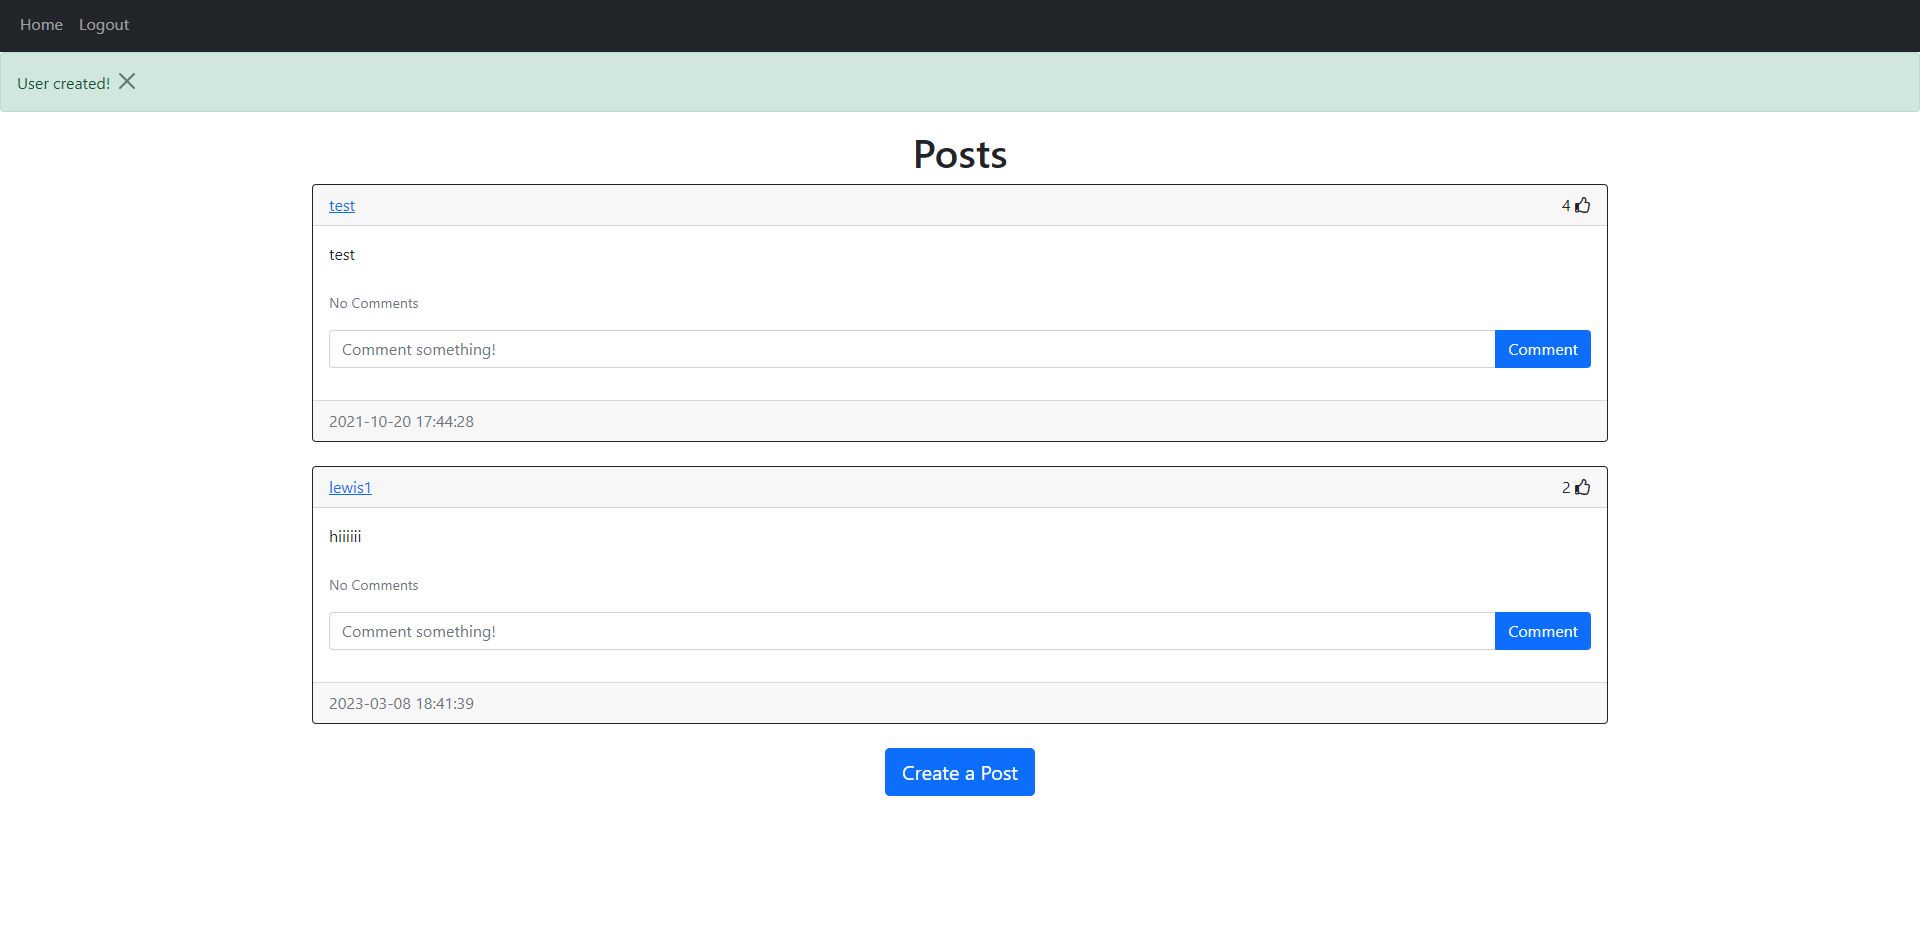 Home Logout
User created!
Posts
test 4
test
No Comments
Comment something! Comment
2021-10-20 17:44:28
lewis1 2
hiiiiii
No Comments
Comment something! Comment
2023-03-08 18:41:39
Create a Post